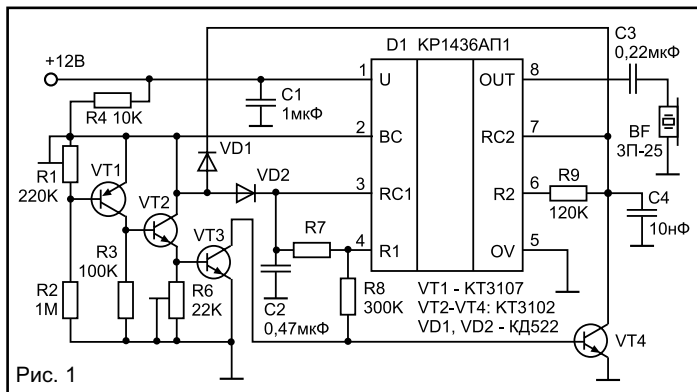 D1 КР1436АП1
C3
0,22мкФ
+12В
1
U
OUT
8
R4 10K
C1
1мкФ
2
BC
RC2
7
BF
ЗП-25
R1
220K
VT1
VD1
VD2
VT2
3
RC1
R2
6
R9
120K
C4
10нФ
R7
4
R1
OV
5
VT3
R3
100K
R2
1M
R6
22K
C2
0,47мкФ
R8
300K
VT1 - КТ3107
VT2-VT4: КТ3102
VD1, VD2 - КД522
VT4
Рис. 1